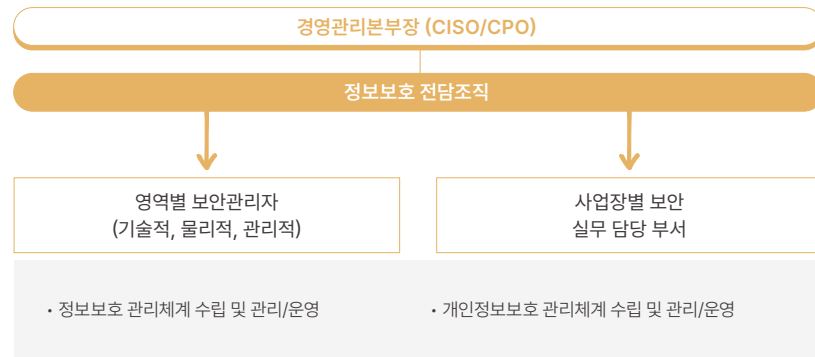 경영관리본부장 (CISO/CPO)
정보보호 전담조직
영역별 보안관리자
(기술적, 물리적, 관리적)
사업장별 보안
실무 담당 부서
• 정보보호 관리체계 수립 및 관리/운영
• 개인정보보호 관리체계 수립 및 관리/운영